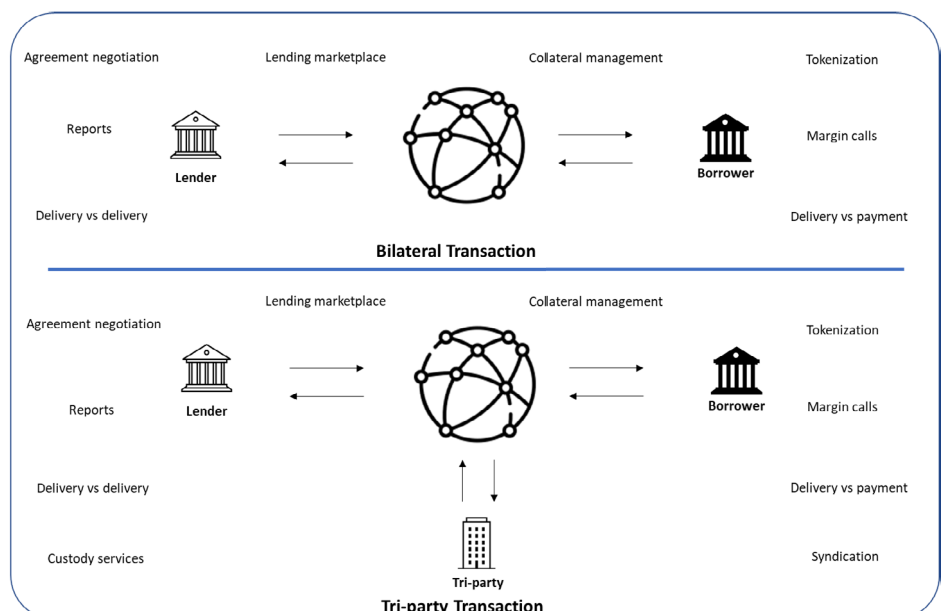 Agreement negotiation
Lending marketplace
Collateral management
Tokenization
Reports
Margin calls
Lender
Borrower
Delivery vs delivery
Delivery vs payment
Bilateral Transaction
Lending marketplace
Collateral management
Agreement negotiation
Tokenization
Lender
Borrower
Reports
Margin calls
Delivery vs delivery
Delivery vs payment
Custody services
Syndication
Tri-party
Tri-party Transaction